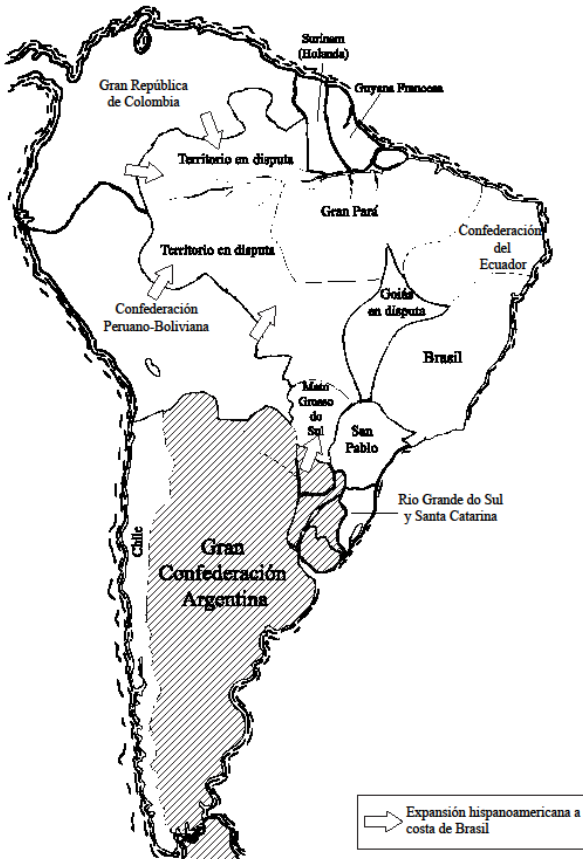 Surinam
(Holanda)
Guyana Francesa
Gran República
de Colombia
Territorio en disputa
Gran Pará
Confederación
del
Ecuador
Territorio en disputa
Confederación
Peruano-Boliviana
Goiás
en disputa
Brasil
Mato
Grosso
do
Sul
San
Pablo
Rio Grande do Sul
y Santa Catarina
Chile
Gran
Confederación
Argentina
Expansión hispanoamericana a
costa de Brasil